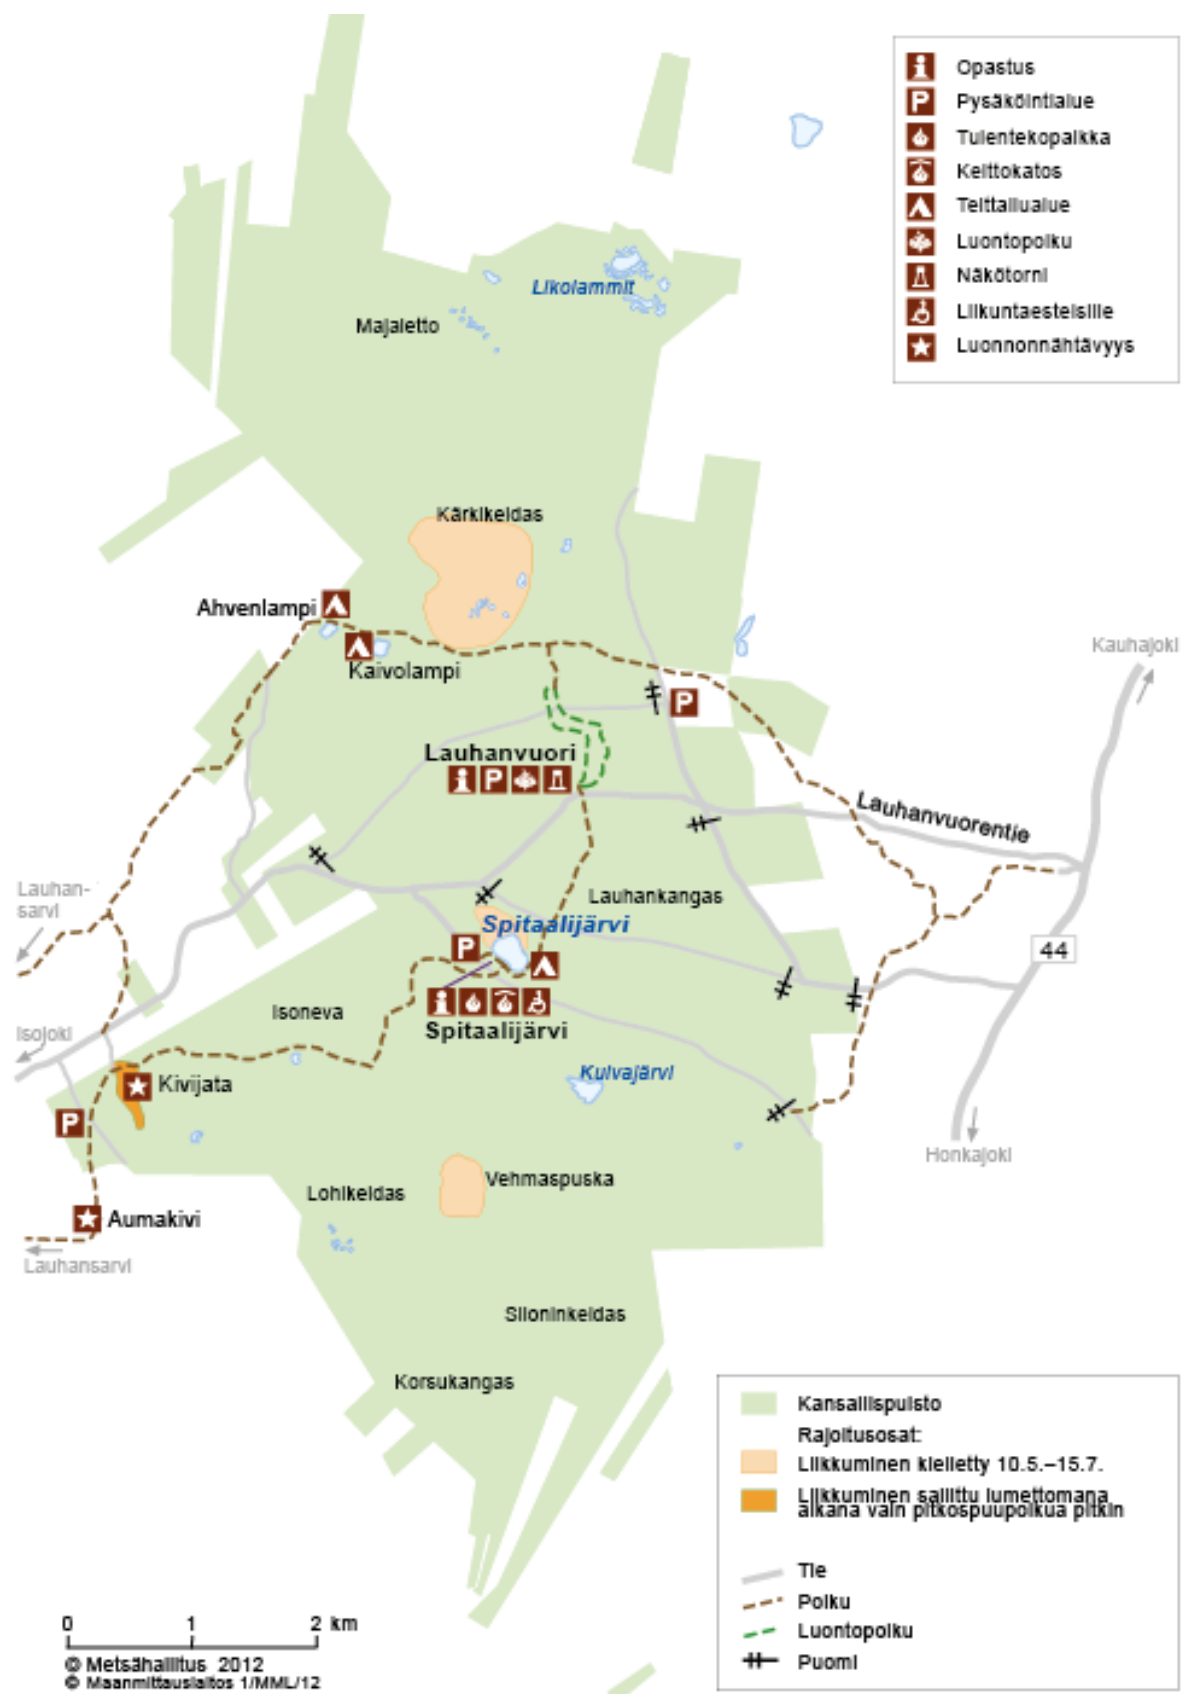 Opastus
Pysäköintialue
Tulentekopaikka
Keittokatos
Telttailualue
Luontopolku
Näkötorni
Liikuntaesteisille
Luonnonnähtävyys
Likolammit
Majaletto
Kärkikeidas
Ahvenlampi
Kaivolampi
Kauhajoki
P
Lauhanvuori
P
Lauhanvuorentie
Lauhan-
sarvi
Lauhankangas
Spitaalijärvi
P
44
Isoneva
Spitaalijärvi
Isojoki
Kivijata
Kuivajärvi
P
Honkajoki
Vehmaspuska
Lohikeidas
Aumakivi
Lauhansarvi
Siloninkeidas
Korsukangas
Kansallispuisto
Rajoitusosat:
Liikkuminen kielletty 10.5.–15.7.
Liikkuminen sallittu lumettomana
aikana vain pitkospuupolkua pitkin
Tie
Polku
Luontopolku
Puomi
0 1 2 km
© Metsähallitus 2012
© Maanmittauslaitos 1/MML/12